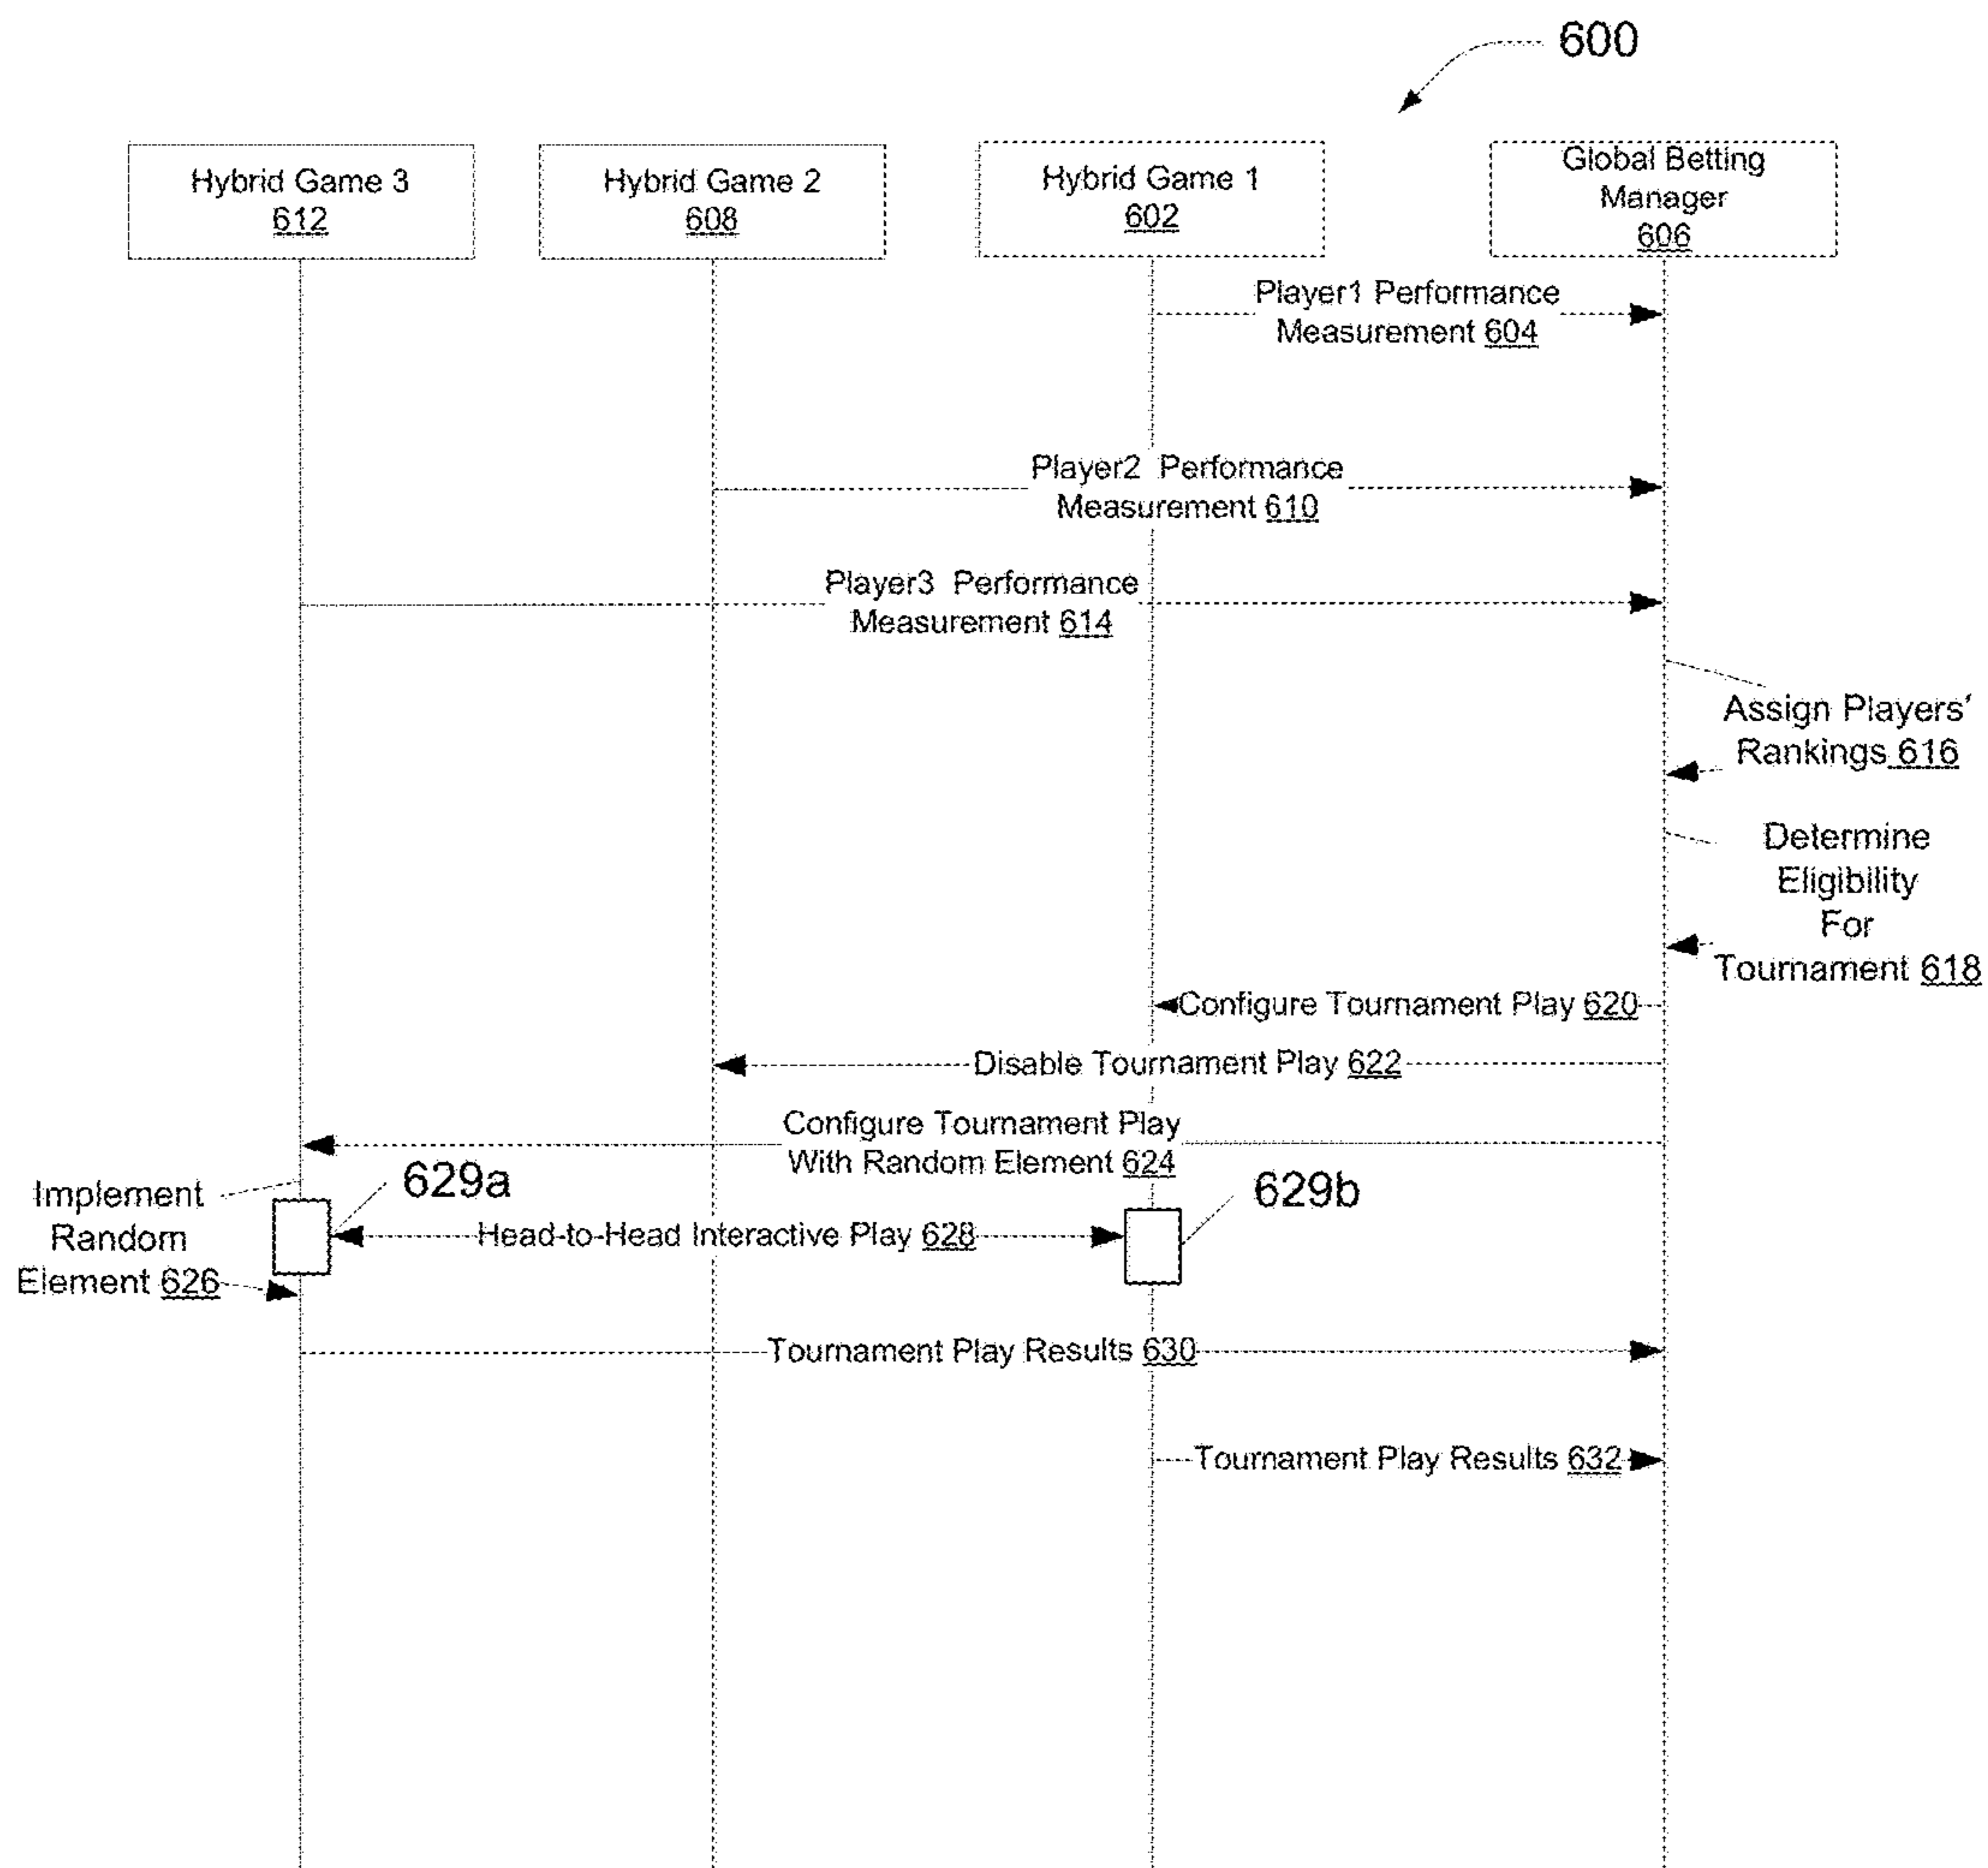 600
Hybrid Game 3
612
Hybrid Game 2
608
Hybrid Game 1
602
Global Betting
Manager
606
Player1 Performance
Measurement 604
Player2 Performance
Measurement 610
Player3 Performance
Measurement 614
Assign Players'
Rankings 616
Determine
Eligibility
For
Tournament 618
Configure Tournament Play 620
Disable Tournament Play 622
Configure Tournament Play
With Random Element 624
Implement
Random
Element 626
629a
Head-to-Head Interactive Play 628
629b
Tournament Play Results 630
Tournament Play Results 632